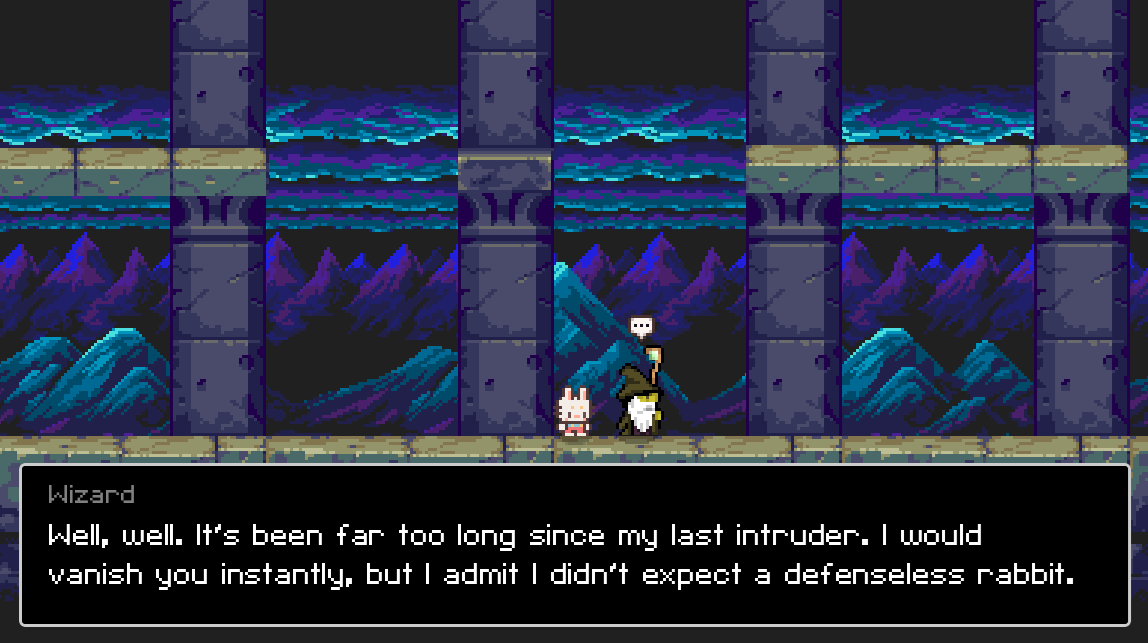 Wizard
Well, well. It's been far too long since my last intruder. I would
vanish you instantly, but I admit I didn't expect a defenseless rabbit.